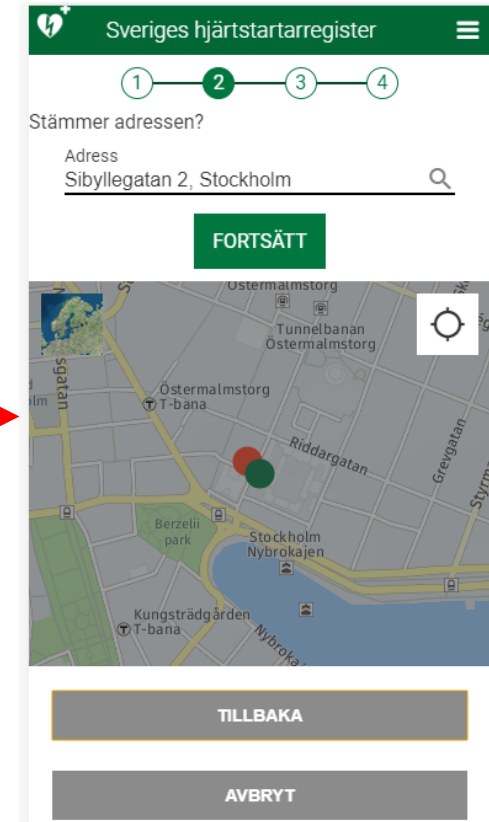 Sveriges hjärtstartarregister
1 2 3 4
Stämmer adressen?
Adress
Sibyllegatan 2, Stockholm
FORTSÄTT
Östermalmstorg
Tunnelbanan
Östermalmstorg
sgatan
Östermalmstorg
T-bana
Riddargatan
Grevgatan
Berzelii
park
Stockholm
Nybrokajen
Kungsträdgården
T-bana
TILLBAKA
AVBRYT